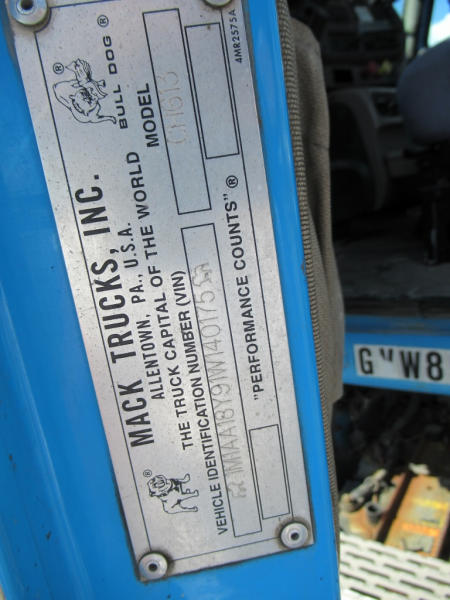 BULL DOG ®
MACK TRUCKS, INC.
ALLENTOWN, PA., U.S.A.
THE TRUCK CAPITAL OF THE WORLD
MODEL
CH613
VEHICLE IDENTIFICATION NUMBER (VIN)
"PERFORMANCE COUNTS" ®
4MR2575A
GVW8